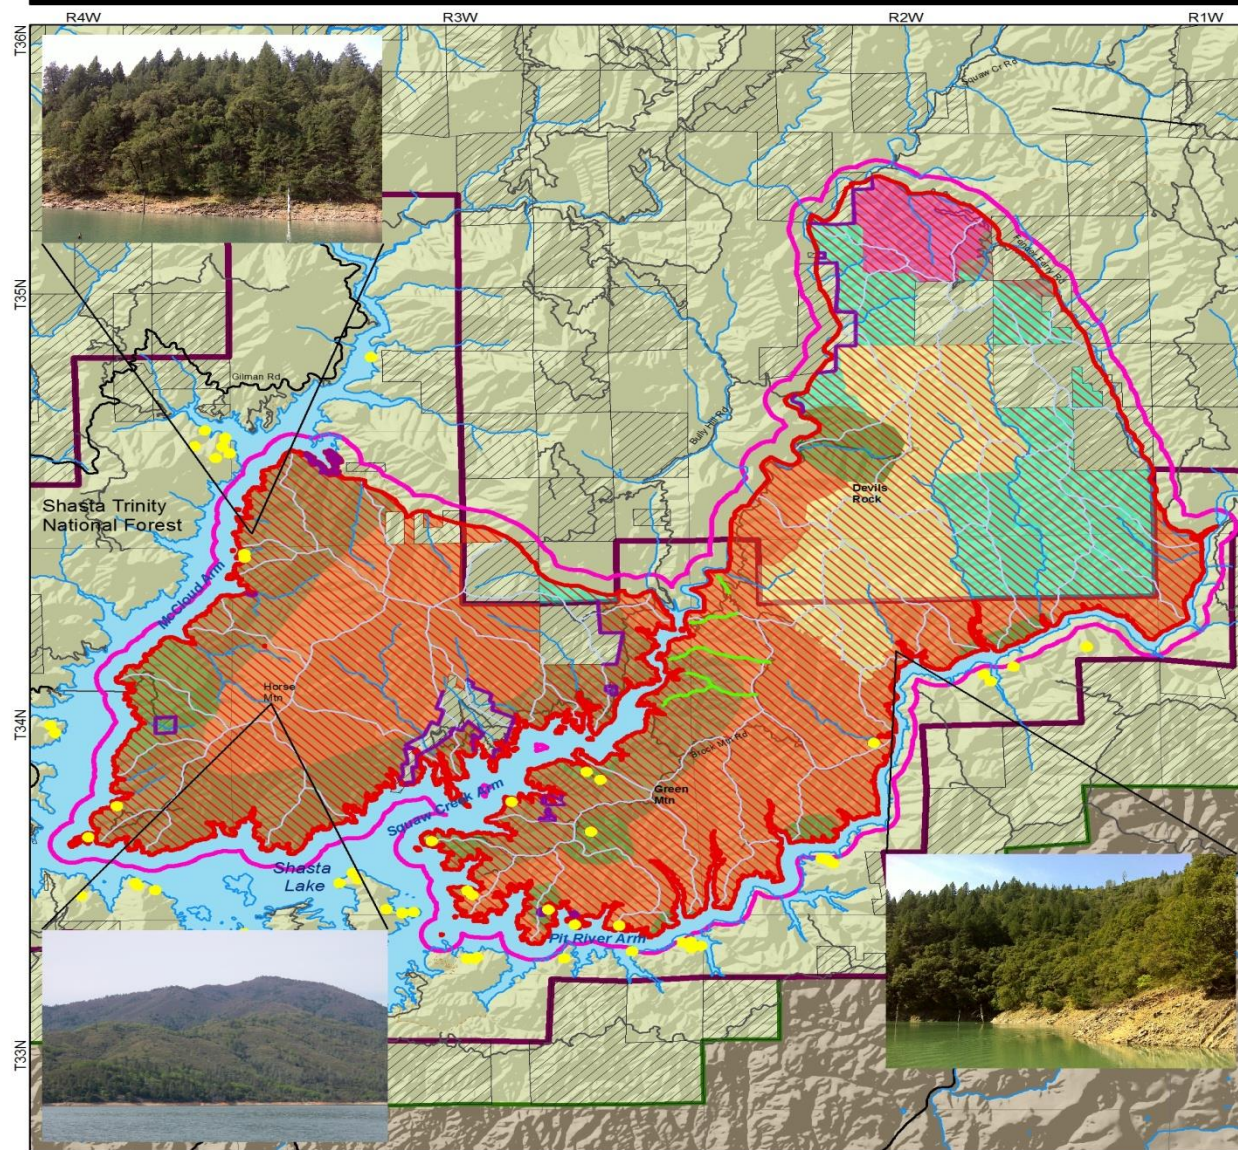 R4W
R3W
R2W
R1W
T36N
Squaw Cr Rd
Fender Ferry Rd
T35N
Gilman Rd
Bully Hill Rd
Shasta Trinity
National Forest
Devils
Rock
McCloud Arm
Horse
Mtn
T34N
Brock Mtn Rd
Green
Mtn
Squaw Creek Arm
Shasta
Lake
Pit River Arm
T33N